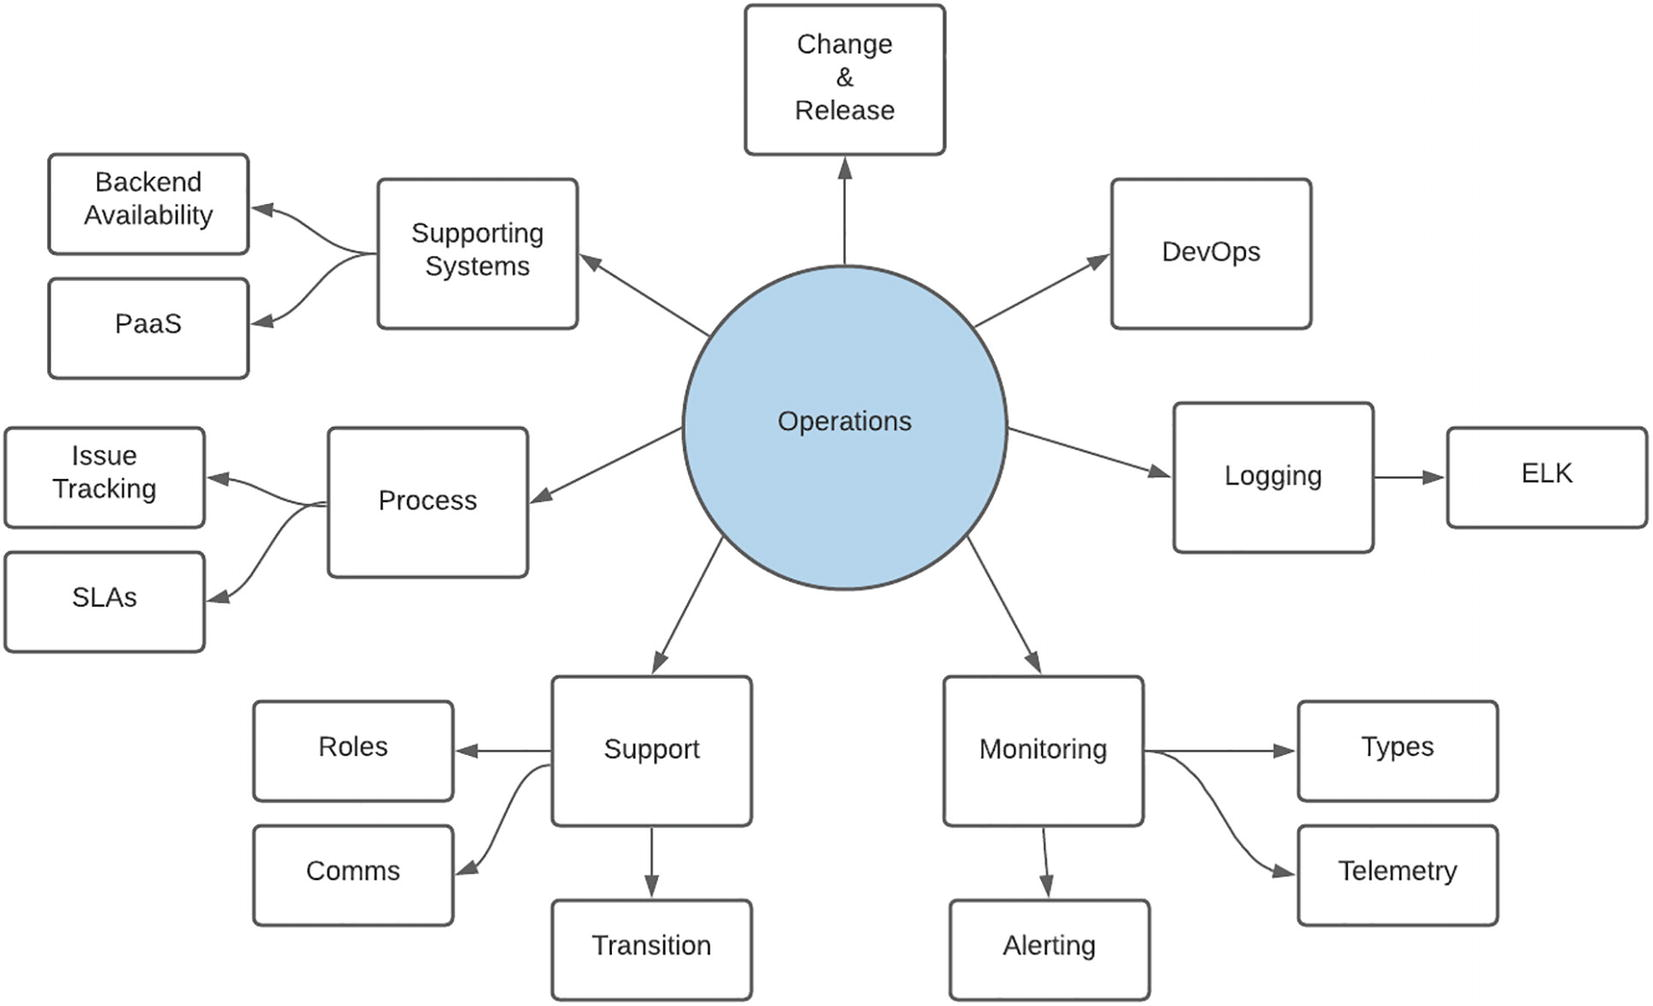 Change
&
Release
Backend
Availability
Supporting
Systems
DevOps
PaaS
Operations
Issue
Tracking
Process
Logging
ELK
SLAs
Roles
Support
Monitoring
Types
Comms
Telemetry
Transition
Alerting